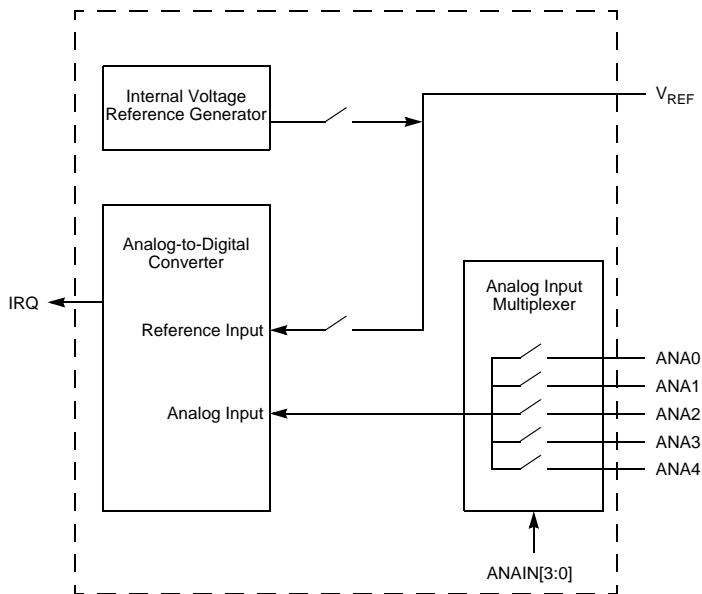 Internal Voltage
Reference Generator
V_REF
Analog-to-Digital
Converter
Analog Input
Multiplexer
IRQ
Reference Input
ANA0
ANA1
Analog Input
ANA2
ANA3
ANA4
ANAIN[3:0]